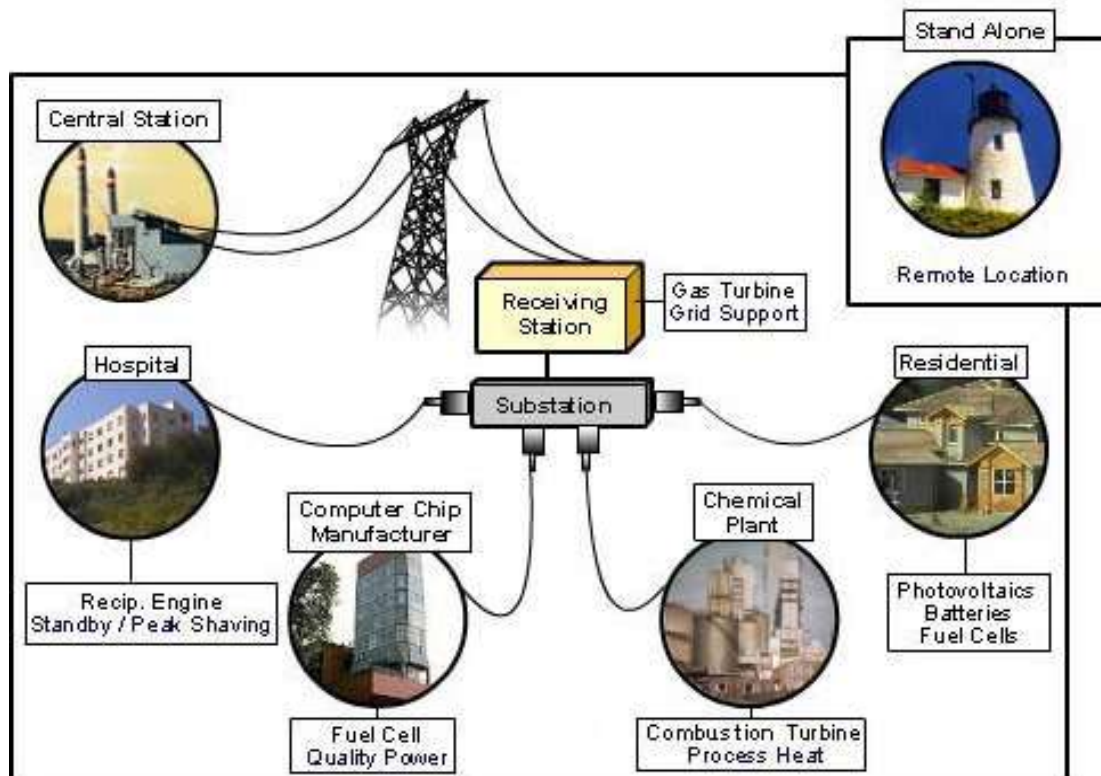 Stand Alone
Central Station
Remote Location
Receiving
Station
Gas Turbine
Grid Support
Hospital
Substation
Residential
Computer Chip
Manufacturer
Chemical
Plant
Recip. Engine
Standby / Peak Shaving
Photovoltaics
Batteries
Fuel Cells
Fuel Cell
Quality Power
Combustion Turbine
Process Heat